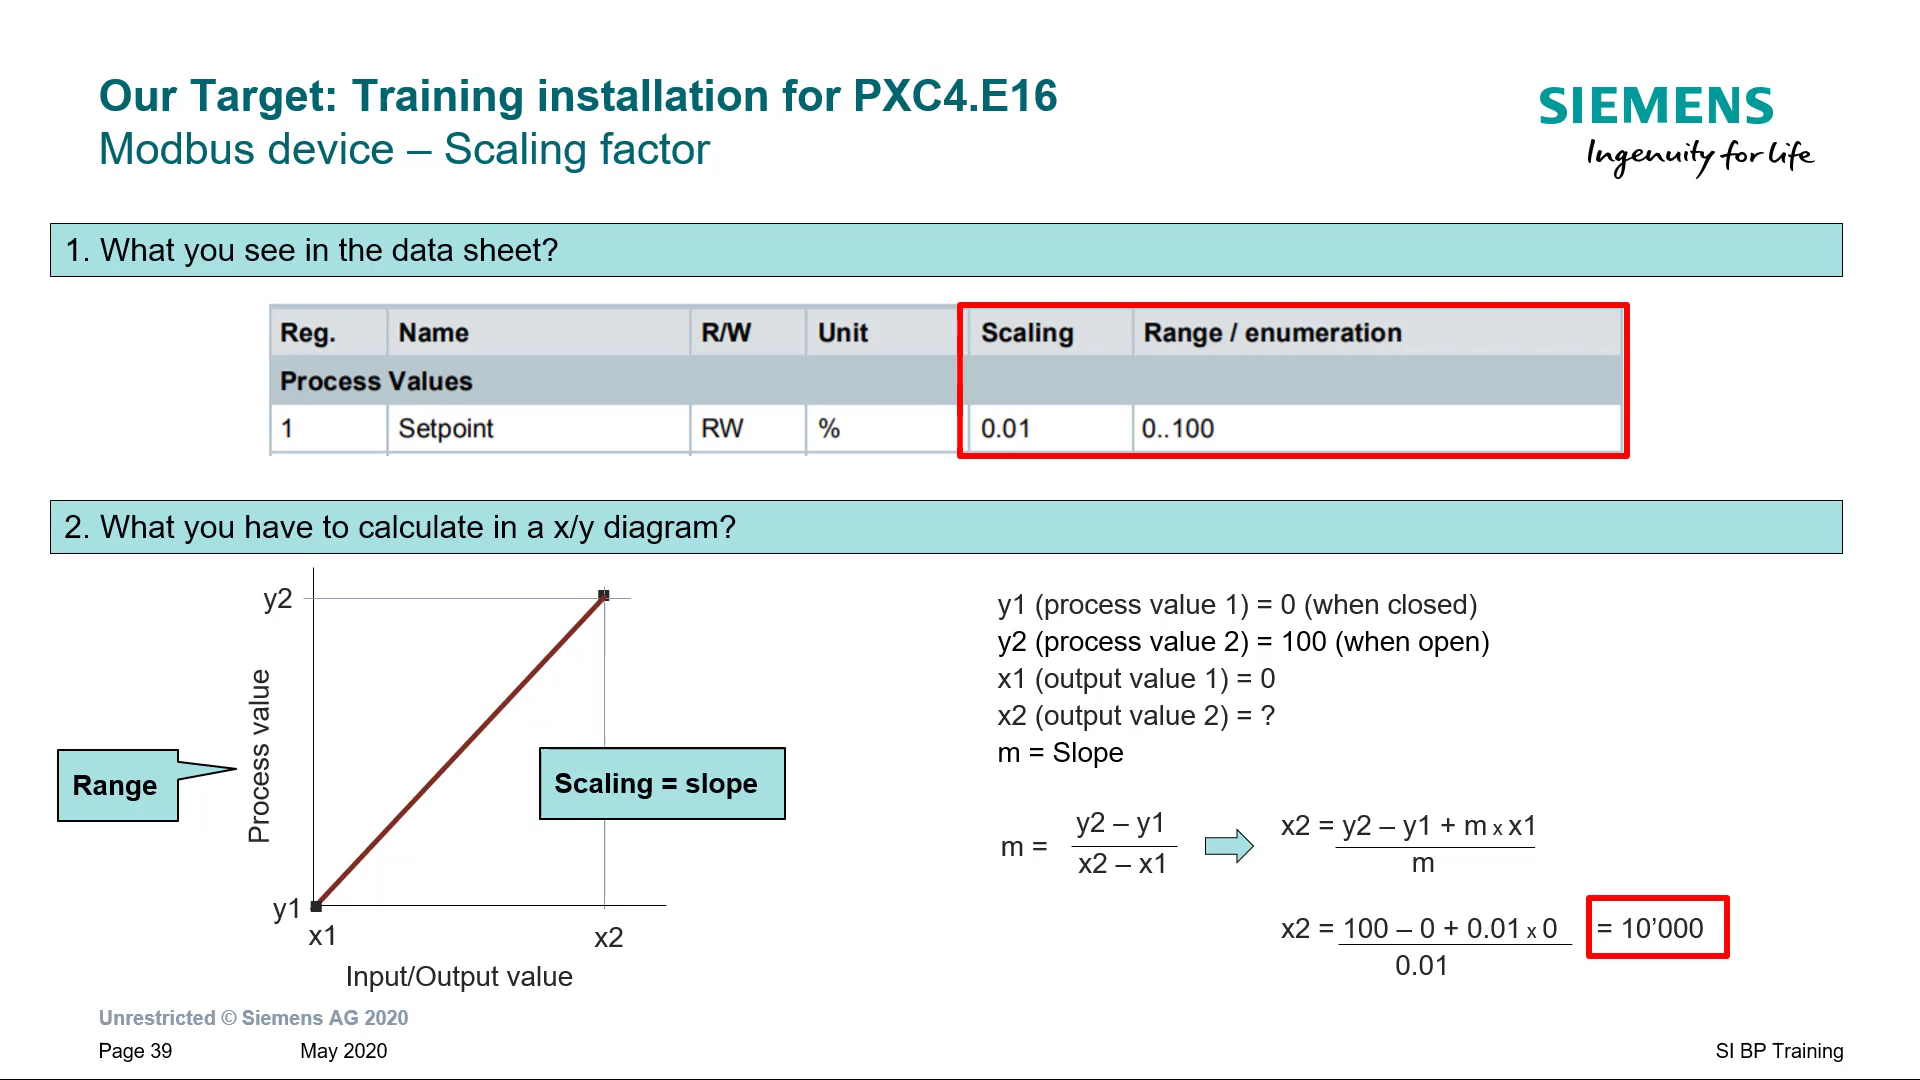 Our Target: Training installation for PXC4.E16
Modbus device – Scaling factor
SIEMENS
Ingenuity for life
1. What you see in the data sheet?
Reg. Name R/W Unit Scaling Range / enumeration
Process Values
1 Setpoint RW % 0.01 0..100
2. What you have to calculate in a x/y diagram?
y2
Process value
Range
Scaling = slope
y1
x1 x2
Input/Output value
y1 (process value 1) = 0 (when closed)
y2 (process value 2) = 100 (when open)
x1 (output value 1) = 0
x2 (output value 2) = ?
m = Slope
m = y2 – y1
x2 – x1
x2 = y2 – y1 + m x x1
m
x2 = 100 – 0 + 0.01 x 0 = 10’000
0.01
Unrestricted © Siemens AG 2020
Page 39 May 2020 SI BP Training